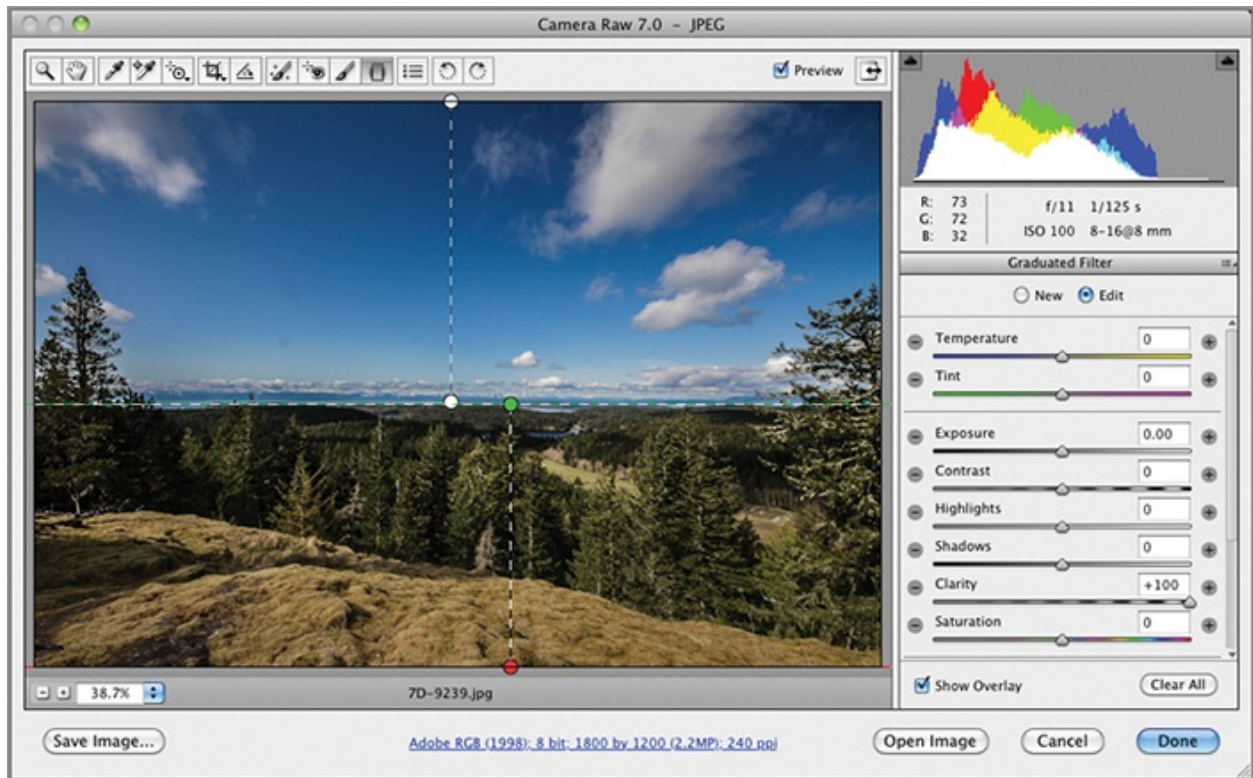 Camera Raw 7.0 – JPEG
Preview
R: 73
G: 72
B: 32
f/11 1/125 s
ISO 100 8-16@8 mm
Graduated Filter
New Edit
Temperature 0
Tint 0
Exposure 0.00
Contrast 0
Highlights 0
Shadows 0
Clarity +100
Saturation 0
Show Overlay Clear All
38.7% 7D-9239.jpg
Save Image... Adobe RGB (1998); 8 bit; 1800 by 1200 (2.2MP); 240 ppi Open Image Cancel Done